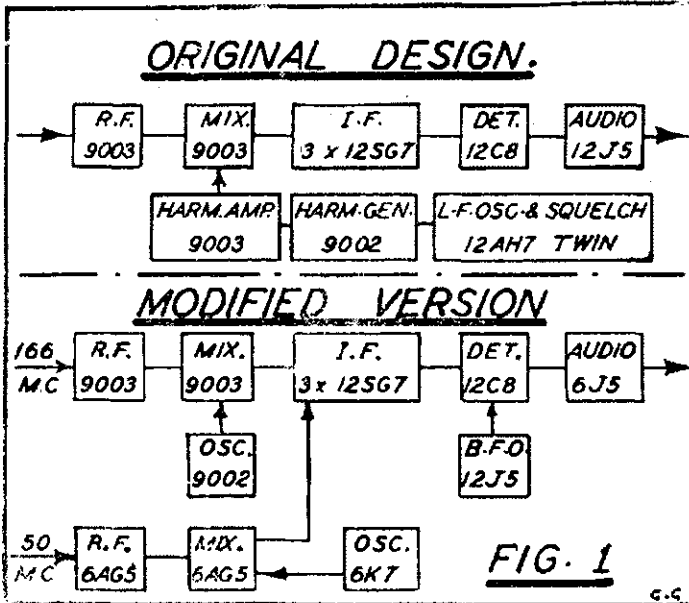 ORIGINAL DESIGN.
R.F. MIX. I.F. DET. AUDIO
9003 9003 3 x 12SG7 12C8 12J5
HARM.AMP. HARM.GEN. L-F.OSC.& SQUELCH
9003 9002 12AH7 TWIN
MODIFIED VERSION
166 R.F. MIX. I.F. DET. AUDIO
M.C 9003 9003 3 x 12SG7 12C8 6J5
OSC. B.F.O.
9002 12J5
50 R.F. MIX. OSC.
M.C 6AG5 6AG5 6K7
FIG. 1
G.G.